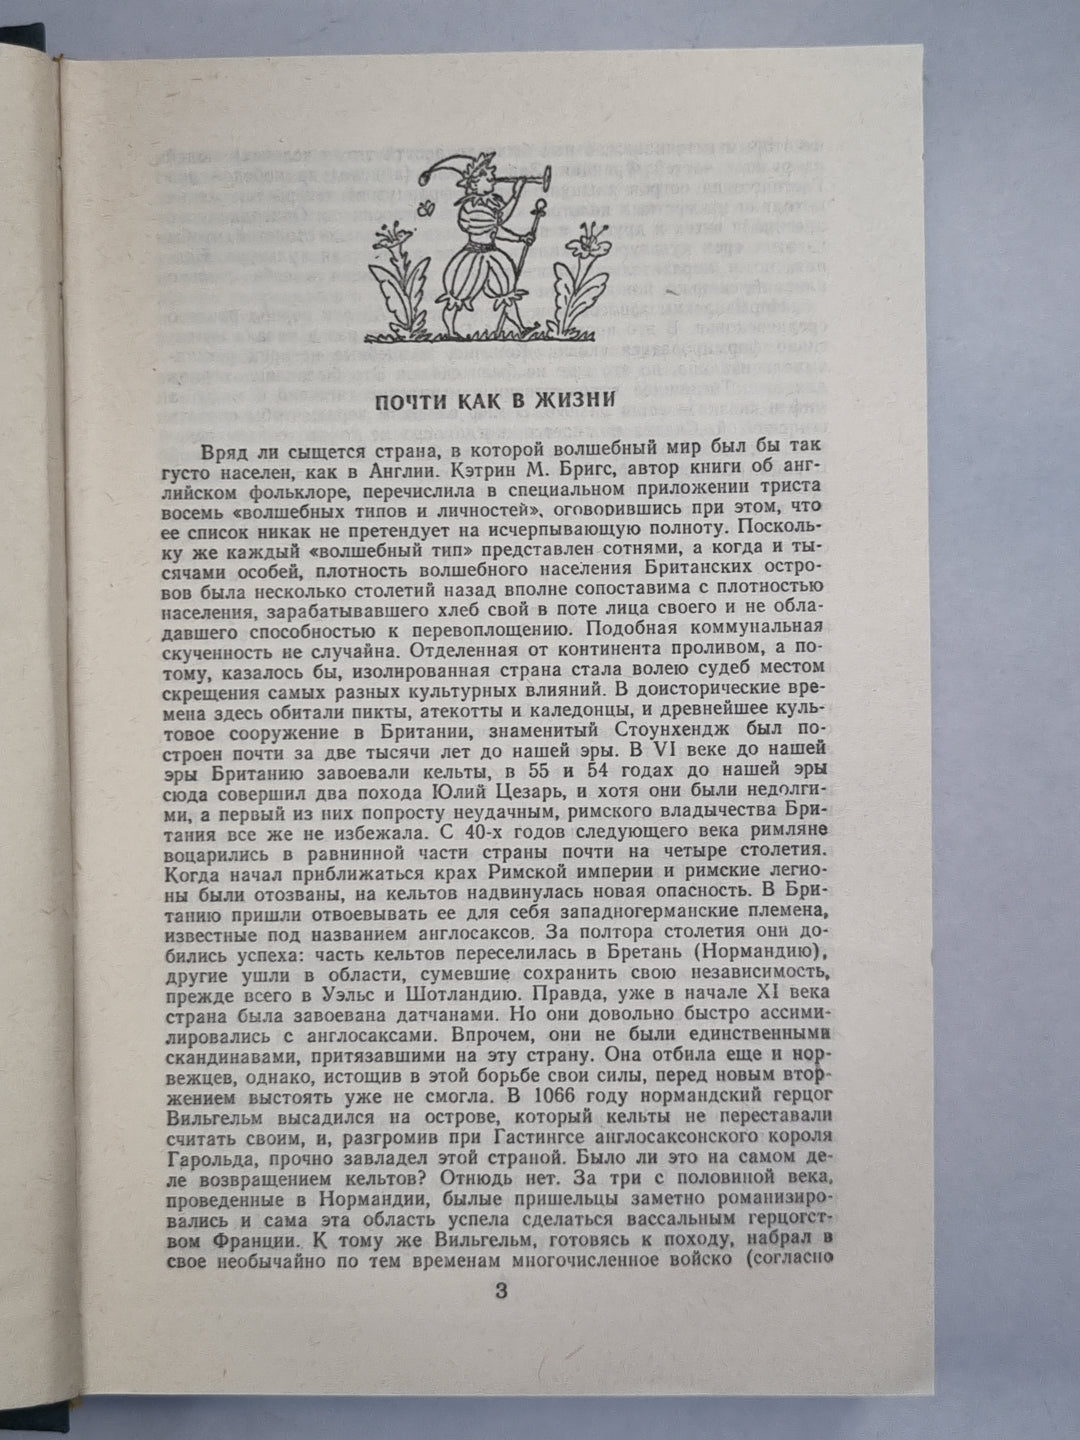 ПОЧТИ КАК В ЖИЗНИ
Вряд ли сыщется страна, в которой волшебный мир был бы так
густо населен, как в Англии. Кэтрин М. Бригс, автор книги об анг-
лийском фольклоре, перечислила в специальном приложении триста
восемь «волшебных типов и личностей», оговорившись при этом, что
ее список никак не претендует на исчерпывающую полноту. Посколь-
ку же каждый «волшебный тип» представлен сотнями, а когда и ты-
сячами особей, плотность волшебного населения Британских остро-
вов была несколько столетий назад вполне сопоставима с плотностью
населения, зарабатывавшего хлеб свой в поте лица своего и не обла-
давшего способностью к перевоплощению. Подобная коммунальная
скученность не случайна. Отделенная от континента проливом, а по-
тому, казалось бы, изолированная страна стала волею судеб местом
скрещения самых разных культурных влияний. В доисторические вре-
мена здесь обитали пикты, атекотты и каледонцы, и древнейшее куль-
товое сооружение в Британии, знаменитый Стоунхендж был по-
строен почти за две тысячи лет до нашей эры. В VI веке до нашей
эры Британию завоевали кельты, в 55 и 54 годах до нашей эры
сюда совершил два похода Юлий Цезарь, и хотя они были недолги-
ми, а первый из них попросту неудачным, римского владычества Бри-
тания все же не избежала. С 40-х годов следующего века римляне
воцарились в равнинной части страны почти на четыре столетия.
Когда начал приближаться крах Римской империи и римские легио-
ны были отозваны, на кельтов надвинулась новая опасность. В Бри-
танию пришли отвоевывать ее для себя западногерманские племена,
известные под названием англосаксов. За полтора столетия они до-
бились успеха: часть кельтов переселилась в Бретань (Нормандию),
другие ушли в области, сумевшие сохранить свою независимость,
прежде всего в Уэльс и Шотландию. Правда, уже в начале XI века
страна была завоевана датчанами. Но они довольно быстро ассими-
лировались с англосаксами. Впрочем, они не были единственными
скандинавами, притязавшими на эту страну. Она отбила еще и нор-
вежцев, однако, истощив в этой борьбе свои силы, перед новым втор-
жением выстоять уже не смогла. В 1066 году нормандский герцог
Вильгельм высадился на острове, который кельты не переставали
считать своим, и, разгромив при Гастингсе англосаксонского короля
Гарольда, прочно завладел этой страной. Было ли это на самом де-
ле возвращением кельтов? Отнюдь нет. За три с половиной века,
проведенные в Нормандии, былые пришельцы заметно романизиро-
вались и сама эта область успела сделаться вассальным герцогст-
вом Франции. К тому же Вильгельм, готовясь к походу, набрал в
свое необычайно по тем временам многочисленное войско (согласно
3